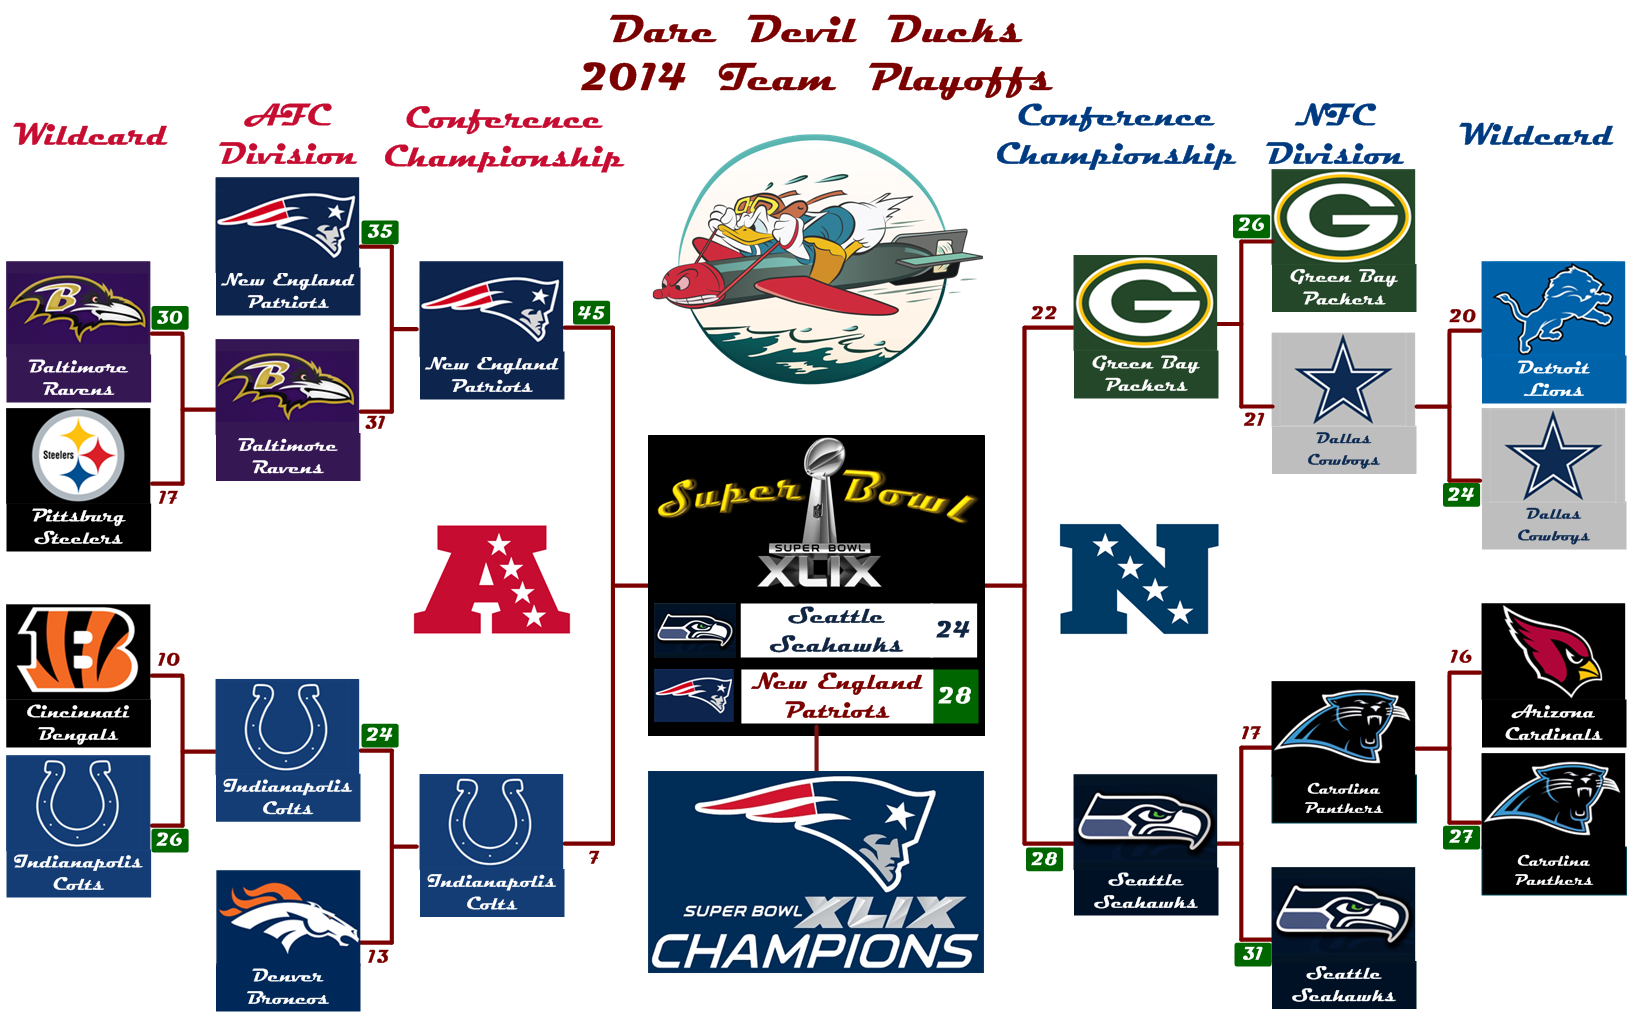 Dare Devil Ducks
2014 Team Playoffs
Wildcard
AFC
Division
Conference
Championship
Conference
Championship
NFC
Division
Wildcard
New England
Patriots
35
Baltimore
Ravens
30
Steelers
Pittsburg
Steelers
17
Baltimore
Ravens
31
New England
Patriots
45
Cincinnati
Bengals
10
Indianapolis
Colts
26
Indianapolis
Colts
24
Denver
Broncos
13
Indianapolis
Colts
7
Super Bowl
SUPER BOWL
XLIX
Seattle
Seahawks
24
New England
Patriots
28
SUPER BOWL XLIX
CHAMPIONS
22
Green Bay
Packers
26
Green Bay
Packers
21
Dallas
Cowboys
20
Detroit
Lions
24
Dallas
Cowboys
28
Seattle
Seahawks
17
Carolina
Panthers
31
Seattle
Seahawks
16
Arizona
Cardinals
27
Carolina
Panthers